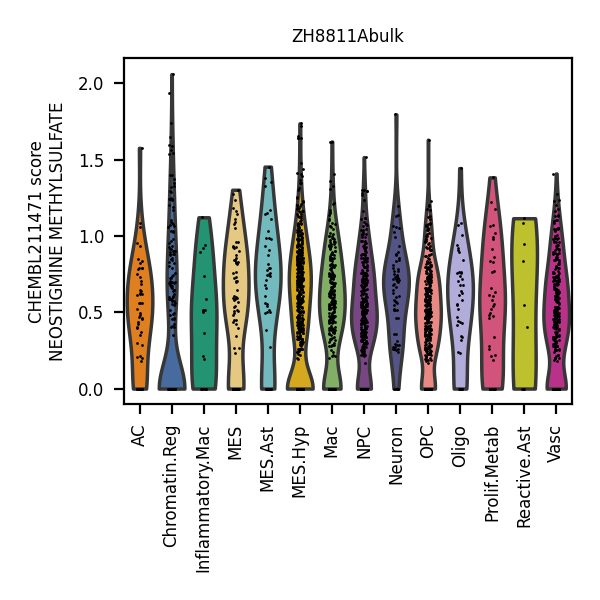 ZH8811Abulk
CHEMBL211471 score
NEOSTIGMINE METHYLSULFATE
2.0
1.5
1.0
0.5
0.0
AC
Chromatin.Reg
Inflammatory.Mac
MES
MES.Ast
MES.Hyp
Mac
NPC
Neuron
OPC
Oligo
Prolif.Metab
Reactive.Ast
Vasc